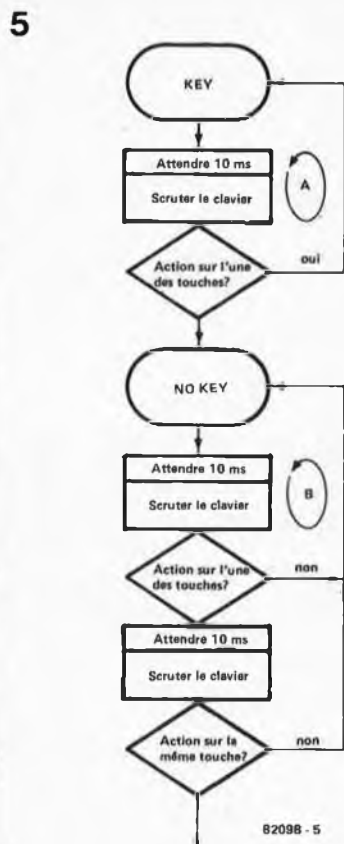 5
KEY
Attendre 10 ms
Scruter le clavier
A
Action sur l'une
des touches?
oui
NO KEY
Attendre 10 ms
Scruter le clavier
B
Action sur l'une
des touches?
non
Attendre 10 ms
Scruter le clavier
Action sur la
même touche?
non
82098 - 5